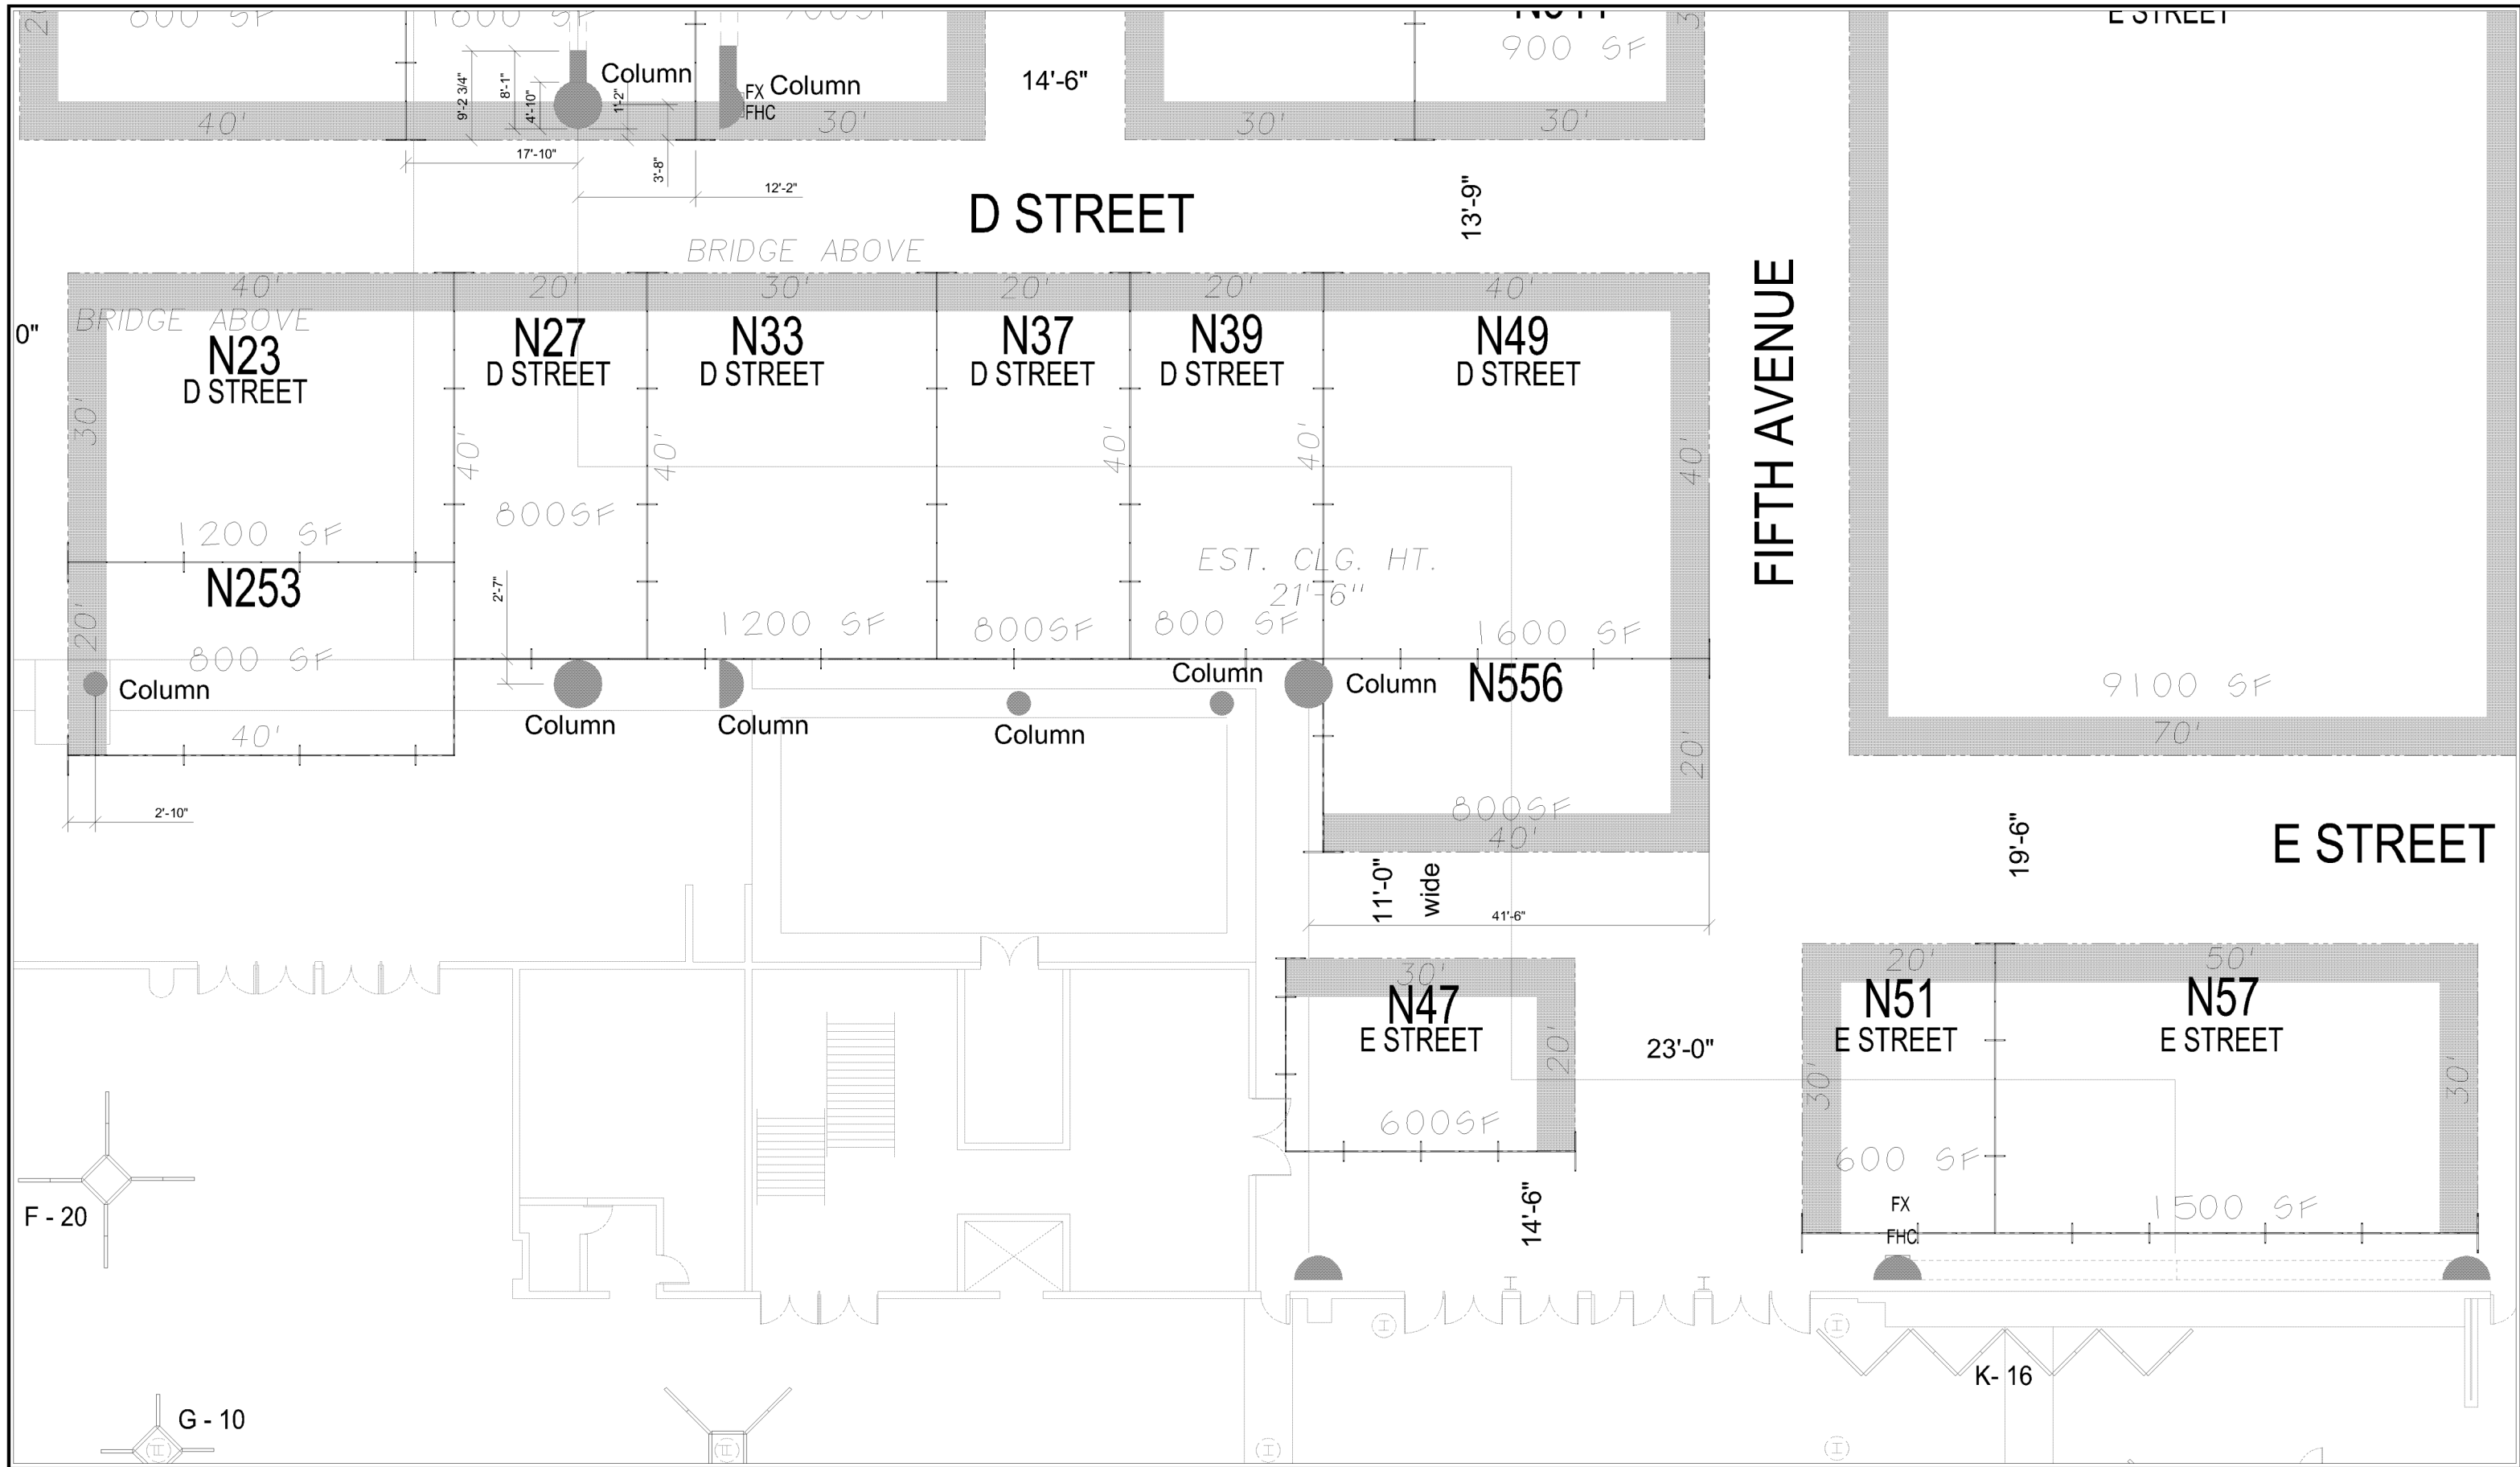 800 SF
1800 SF
900 SF
E STREET
9'-2 3/4"
8'-1"
4'-10"
Column
1'-2"
FX
FHC
Column
14'-6"
40'
30'
30'
30'
17'-10"
3'-8"
12'-2"
D STREET
13'-9"
BRIDGE ABOVE
40'
20'
30'
20'
20'
40'
0"
BRIDGE ABOVE
N23
D STREET
N27
D STREET
N33
D STREET
N37
D STREET
N39
D STREET
N49
D STREET
FIFTH AVENUE
30'
40'
40'
40'
40'
40'
1200 SF
800SF
EST. CLG. HT.
21'-6"
N253
2'-7"
20'
800 SF
1200 SF
800SF
800 SF
1600 SF
Column
Column
Column
Column
Column
Column
N556
9100 SF
70'
40'
20'
800SF
40'
2'-10"
11'-0"
wide
41'-6"
19'-6"
E STREET
30'
N47
E STREET
20'
600SF
23'-0"
20'
50'
N51
E STREET
N57
E STREET
30'
30'
600 SF
1500 SF
FX
FHC
14'-6"
F - 20
G - 10
K- 16